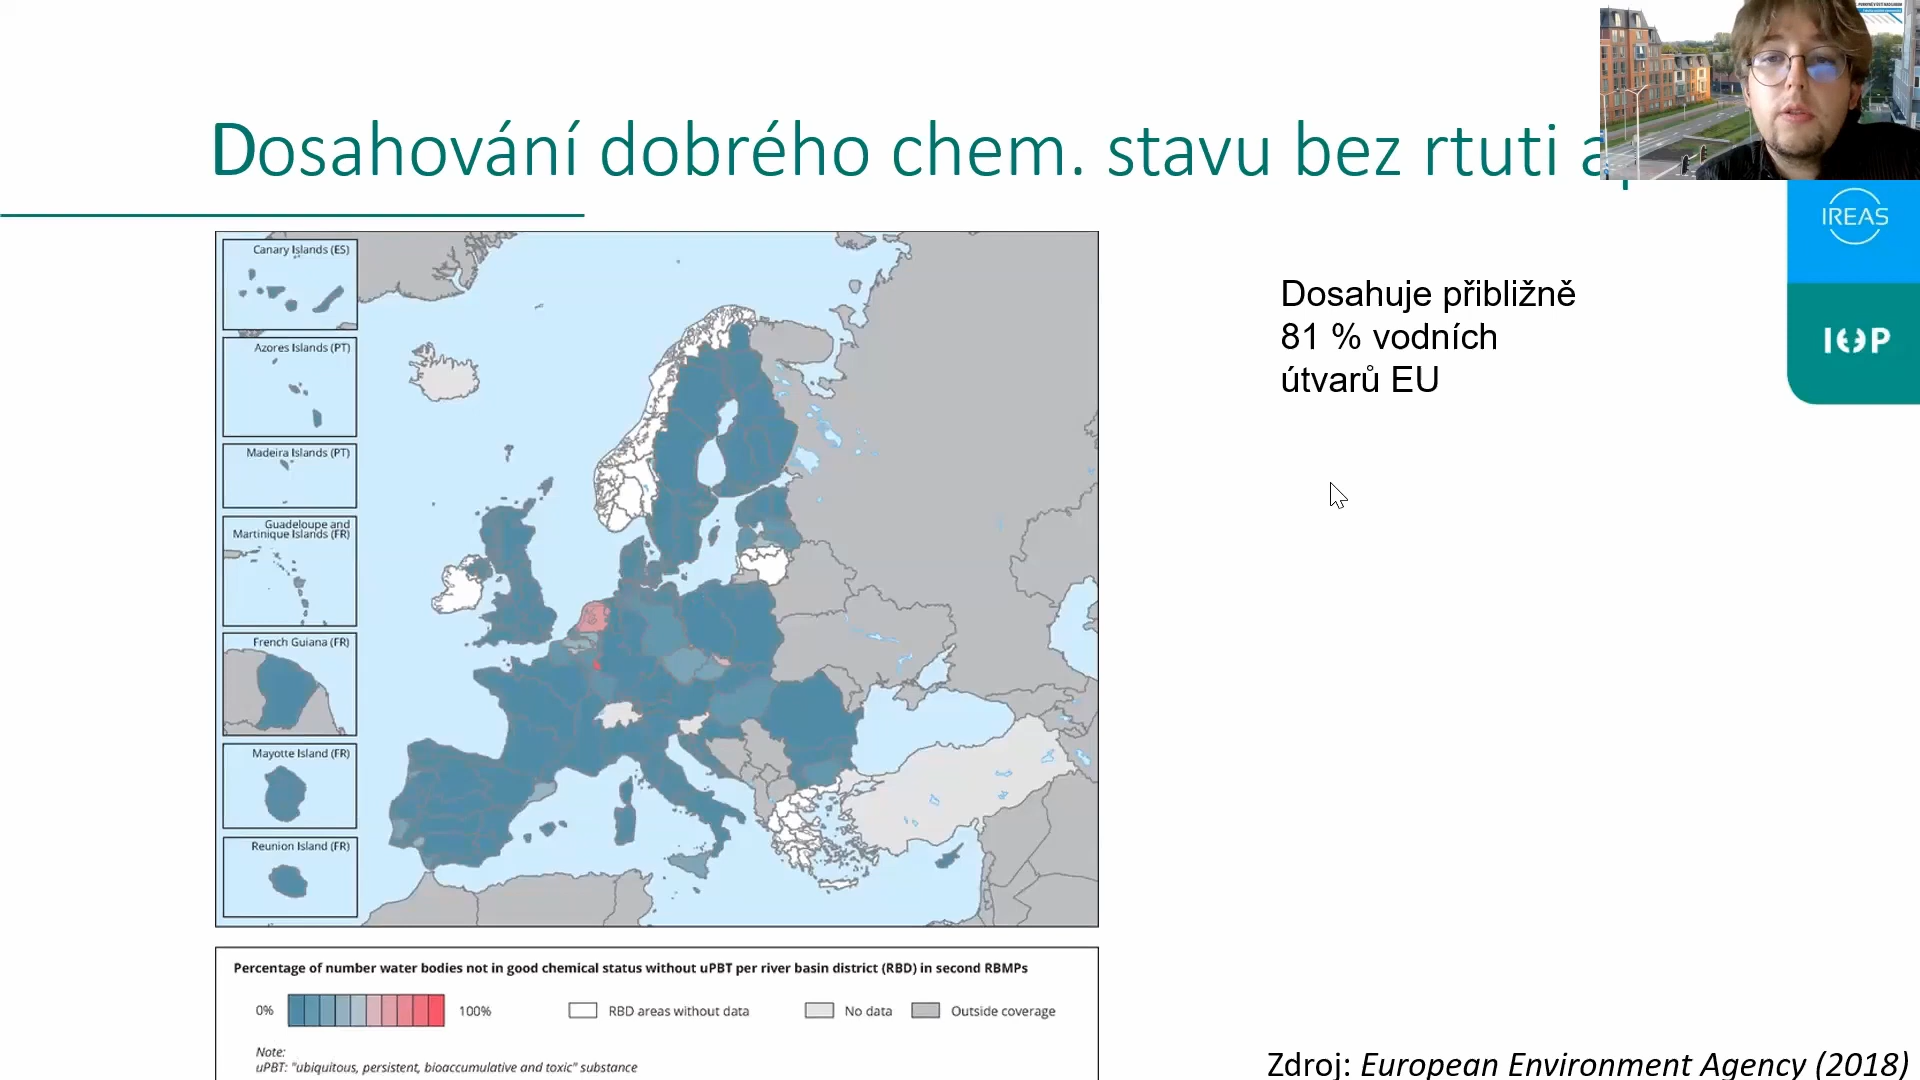 Dosahování dobrého chem. stavu bez rtuti
IREAS
Dosahuje přibližně
81 % vodních
útvarů EU
IEEP
Canary Islands (ES)
Azores Islands (PT)
Madeira Islands (PT)
Guadeloupe and
Martinique Islands (FR)
French Guiana (FR)
Mayotte Island (FR)
Reunion Island (FR)
Percentage of number water bodies not in good chemical status without uPBT per river basin district (RBD) in second RBMPs
0%
100%
RBD areas without data
No data
Outside coverage
Note:
uPBT: "ubiquitous, persistent, bioaccumulative and toxic" substance
Zdroj: European Environment Agency (2018)